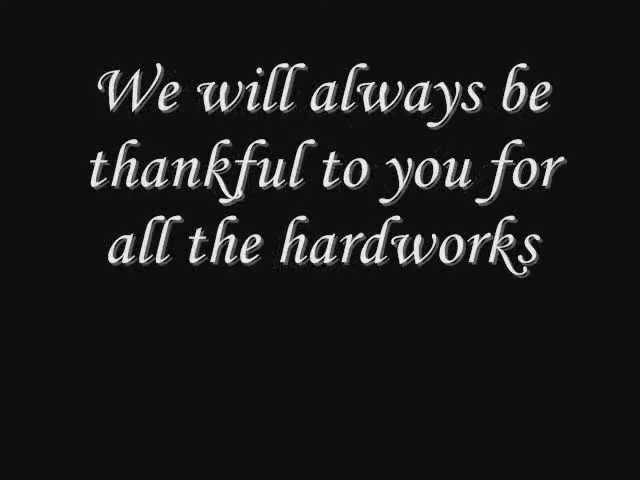 We will always be
thankful to you for
all the hardworks